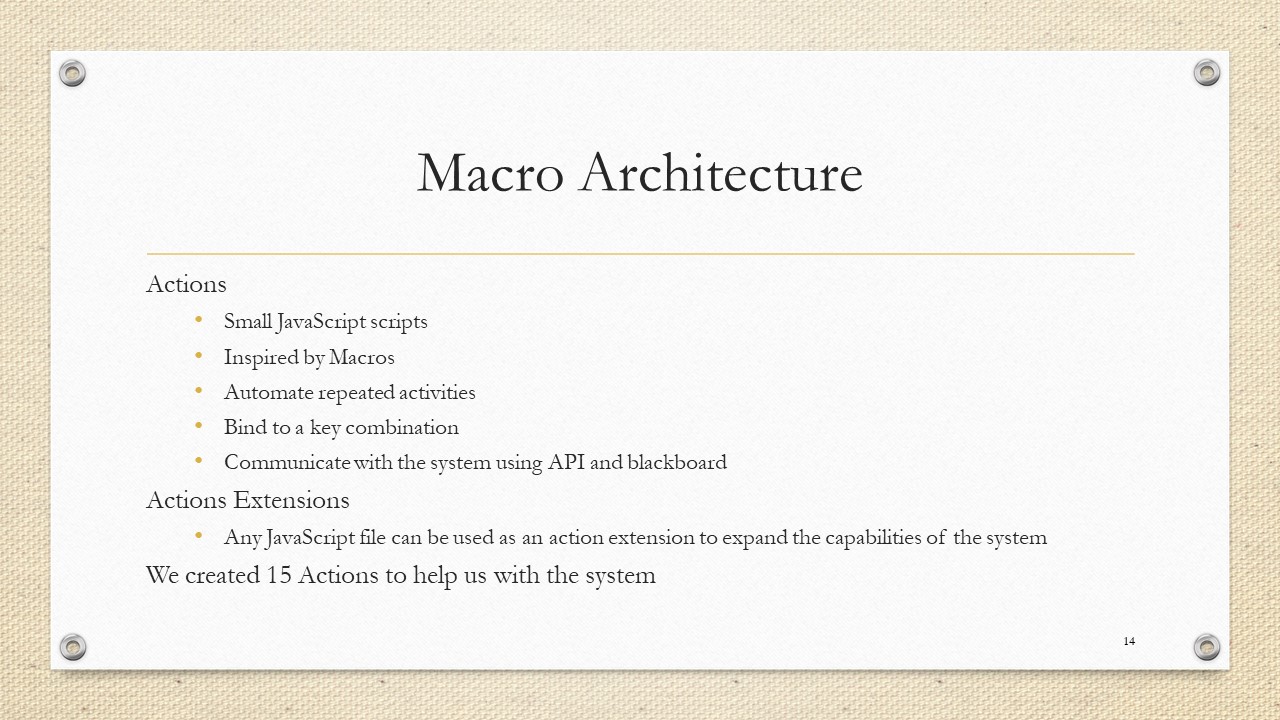 Macro Architecture
Actions
• Small JavaScript scripts
• Inspired by Macros
• Automate repeated activities
• Bind to a key combination
• Communicate with the system using API and blackboard
Actions Extensions
• Any JavaScript file can be used as an action extension to expand the capabilities of the system
We created 15 Actions to help us with the system
14